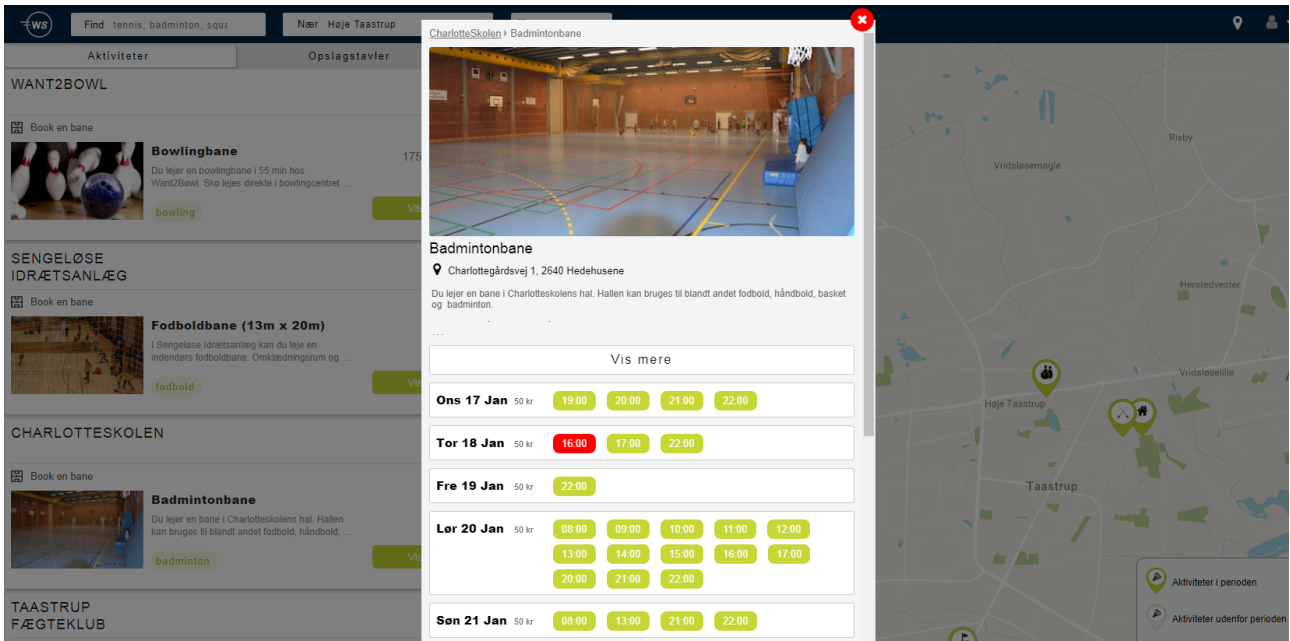 WS
Find tennis, badminton, squa
Nær Høje Taastrup
Aktiviteter
Opslagstavler
WANT2BOWL
Book en bane
Bowlingbane
175
Du lejer en bowlingbane i 55 min hos
Want2Bowl. Sko lejes direkte i bowlingcentret ...
bowling
SENGELØSE
IDRÆTSANLÆG
Book en bane
Fodboldbane (13m x 20m)
I Sengeløse Idrætsanlæg kan du leje en
indendørs fodboldbane. Omklædningsrum og ...
fodbold
CHARLOTTESKOLEN
Book en bane
Badmintonbane
Du lejer en bane i Charlotteskolens hal. Hallen
kan bruges til blandt andet fodbold, håndbold, ...
badminton
TAASTRUP
FÆGTEKLUB
CharlotteSkolen Badmintonbane
Badmintonbane
Charlottegårdsvej 1, 2640 Hedehusene
Du lejer en bane i Charlotteskolens hal. Hallen kan bruges til blandt andet fodbold, håndbold, basket
og badminton.
...
Vis mere
Ons 17 Jan 50 kr 19:00 20:00 21:00 22:00
Tor 18 Jan 50 kr 16:00 17:00 22:00
Fre 19 Jan 50 kr 22:00
Lør 20 Jan 50 kr 08:00 09:00 10:00 11:00 12:00
13:00 14:00 15:00 16:00 17:00
20:00 21:00 22:00
Søn 21 Jan 50 kr 08:00 13:00 21:00 22:00
Risby
Vridsløsemagle
Herstedvester
Vridsløselille
Høje Taastrup
Taastrup
Aktiviteter i perioden
Aktiviteter udenfor perioden